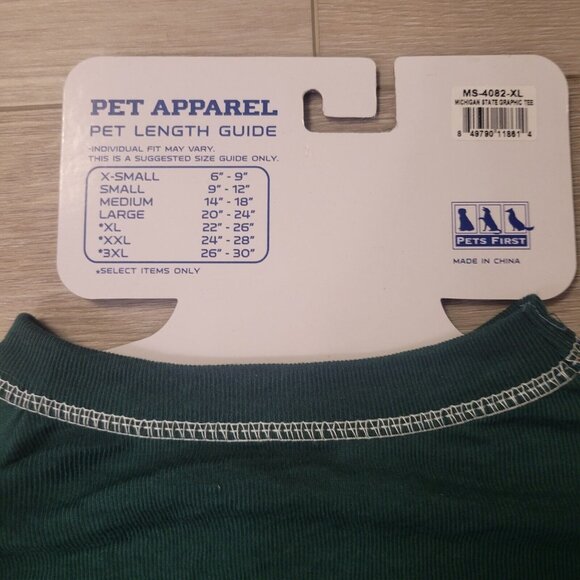 PET APPAREL
PET LENGTH GUIDE
-INDIVIDUAL FIT MAY VARY.
THIS IS A SUGGESTED SIZE GUIDE ONLY.
X-SMALL 6" - 9"
SMALL 9" - 12"
MEDIUM 14" - 18"
LARGE 20" - 24"
*XL 22" - 26"
*XXL 24" - 28"
*3XL 26" - 30"
*SELECT ITEMS ONLY
MS-4082-XL
MICHIGAN STATE GRAPHIC TEE
8 49790 11861 4
PETS FIRST
MADE IN CHINA